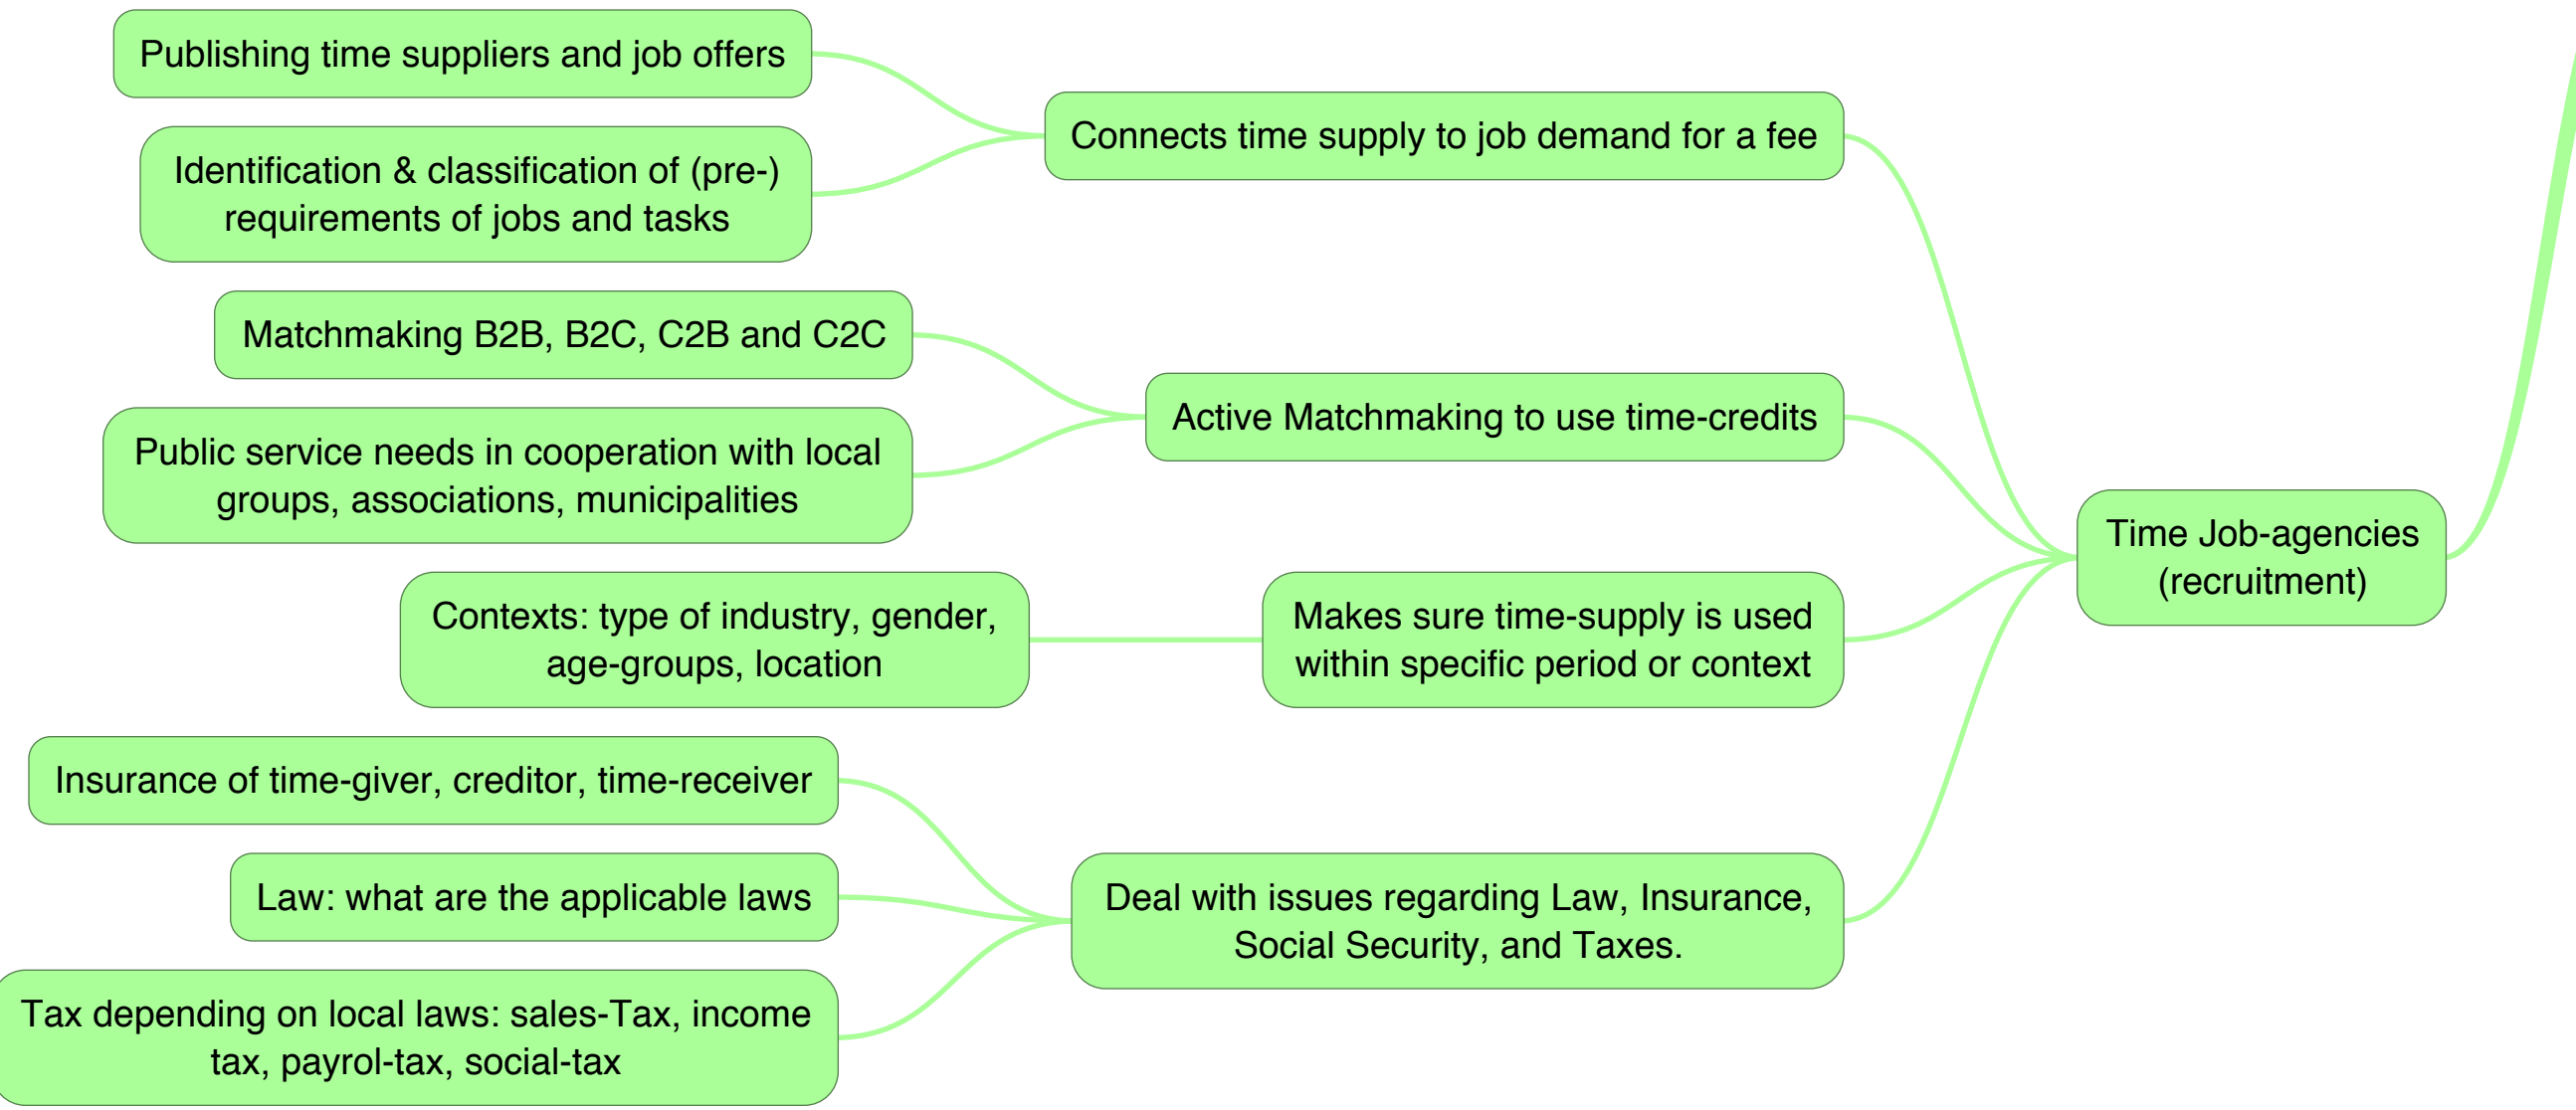 Publishing time suppliers and job offers
Connects time supply to job demand for a fee
Identification & classification of (pre-)
requirements of jobs and tasks
Matchmaking B2B, B2C, C2B and C2C
Active Matchmaking to use time-credits
Public service needs in cooperation with local
groups, associations, municipalities
Time Job-agencies
(recruitment)
Contexts: type of industry, gender,
age-groups, location
Makes sure time-supply is used
within specific period or context
Insurance of time-giver, creditor, time-receiver
Law: what are the applicable laws
Deal with issues regarding Law, Insurance,
Social Security, and Taxes.
Tax depending on local laws: sales-Tax, income
tax, payrol-tax, social-tax